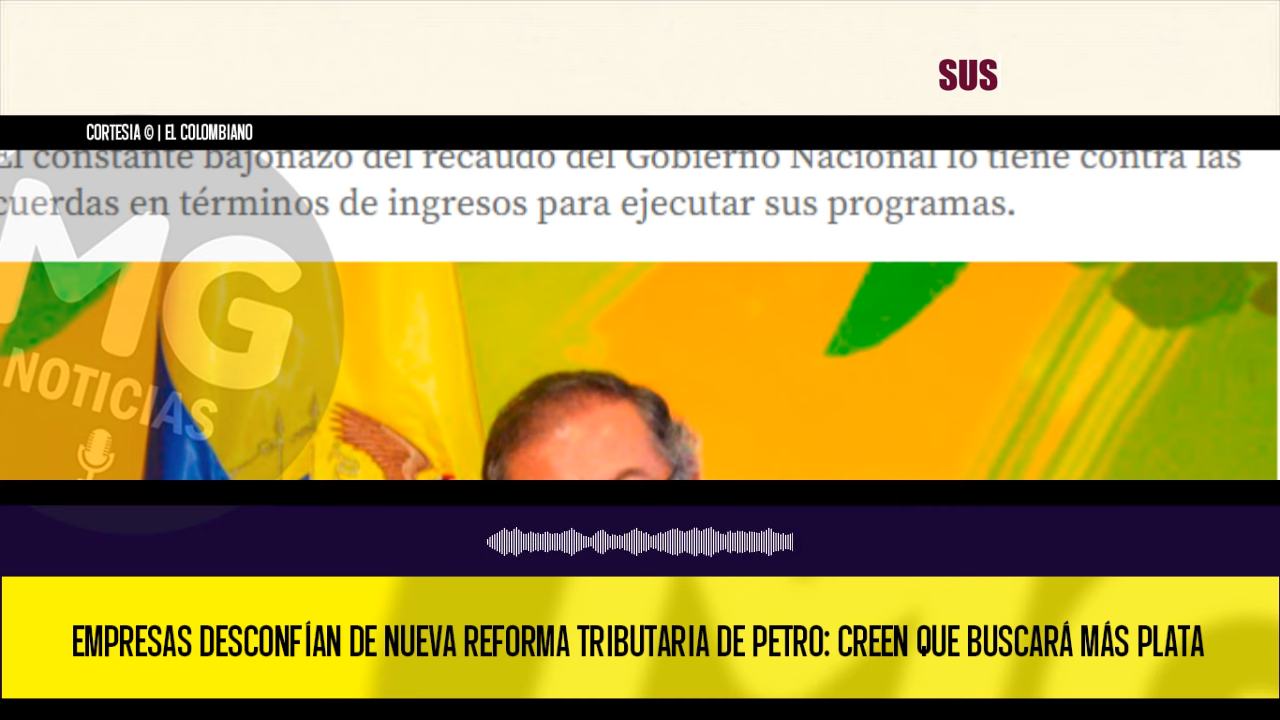 SUS
CORTESIA © | EL COLOMBIANO
El constante bajonazo del recaudo del Gobierno Nacional lo tiene contra las
cuerdas en términos de ingresos para ejecutar sus programas.
MG
NOTICIAS
EMPRESAS DESCONFÍAN DE NUEVA REFORMA TRIBUTARIA DE PETRO: CREEN QUE BUSCARÁ MÁS PLATA